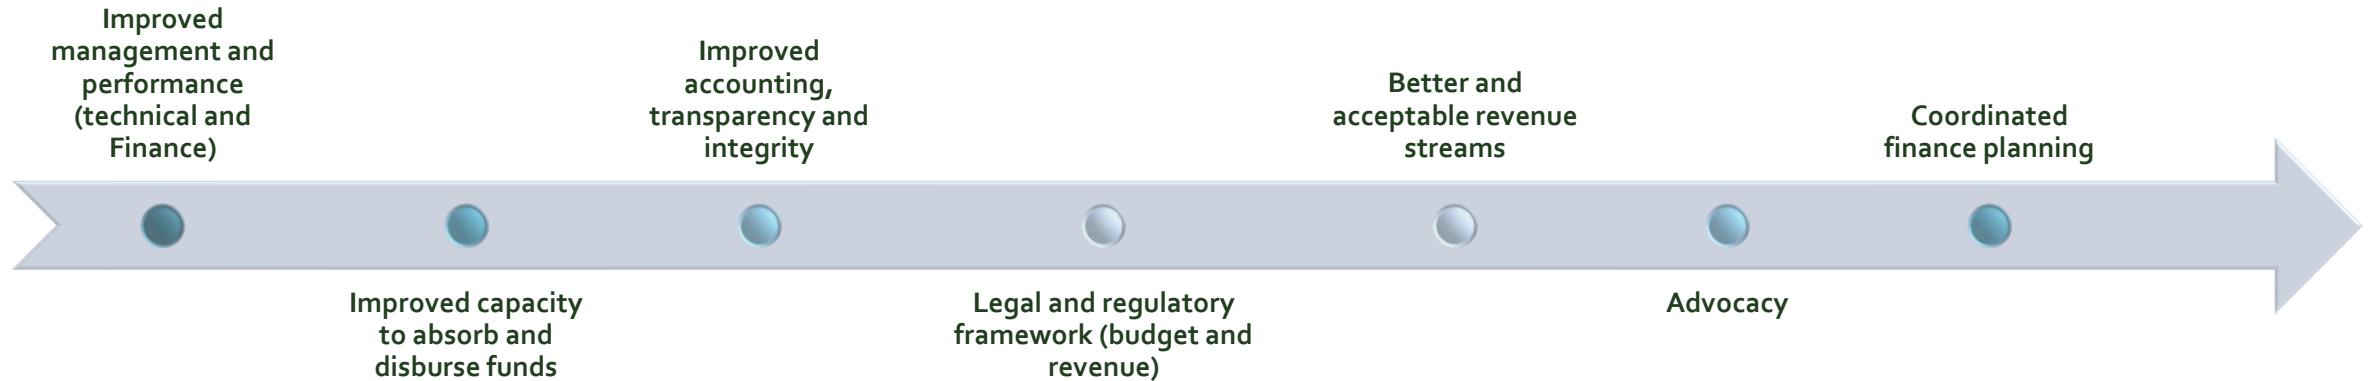 Improved
management and
performance
(technical and
Finance)
Improved capacity
to absorb and
disburse funds
Improved
accounting,
transparency and
integrity
Legal and regulatory
framework (budget and
revenue)
Better and
acceptable revenue
streams
Advocacy
Coordinated
finance planning